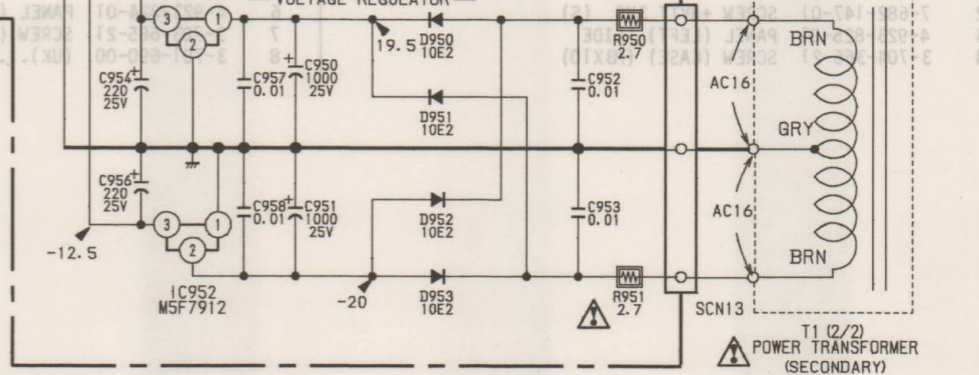 VOLTAGE REGULATOR
19.5
D950
10E2
R950
2.7
BRN
C954
220
25V
C957
0.01
C950
1000
25V
D951
10E2
C952
0.01
AC16
GRY
3
2
1
C956
220
25V
C958
0.01
C951
1000
25V
D952
10E2
C953
0.01
AC16
BRN
3
1
2
-12.5
IC952
M5F7912
-20
D953
10E2
R951
2.7
SCN13
T1 (2/2)
POWER TRANSFORMER
(SECONDARY)